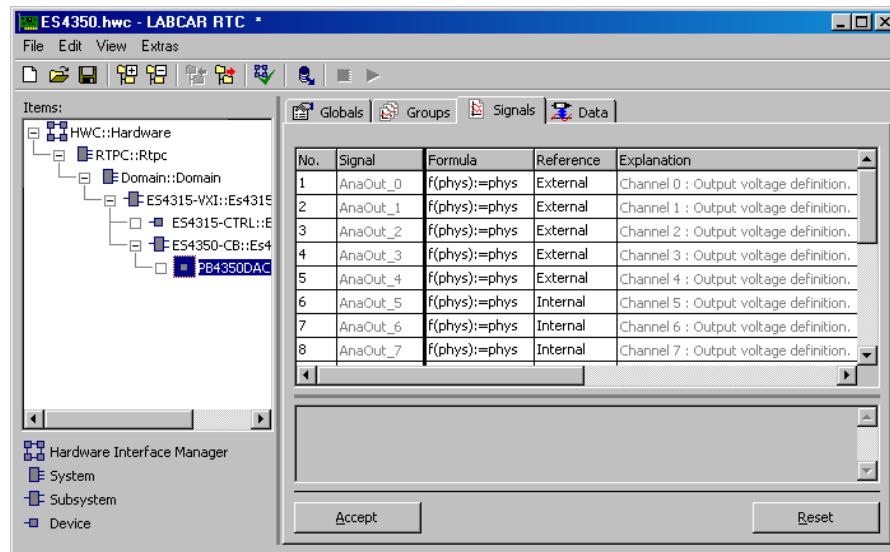 ES4350.hwc - LABCAR RTC *
File Edit View Extras
Items:
HWC::Hardware
RTPC::Rtpc
Domain::Domain
ES4315-VXI::Es4315
ES4315-CTRL::E
ES4350-CB::Es4
PB4350DAC
Hardware Interface Manager
System
Subsystem
Device
Globals Groups Signals Data
No. Signal Formula Reference Explanation
1 AnaOut_0 f(phys):=phys External Channel 0 : Output voltage definition.
2 AnaOut_1 f(phys):=phys External Channel 1 : Output voltage definition.
3 AnaOut_2 f(phys):=phys External Channel 2 : Output voltage definition.
4 AnaOut_3 f(phys):=phys External Channel 3 : Output voltage definition.
5 AnaOut_4 f(phys):=phys External Channel 4 : Output voltage definition.
6 AnaOut_5 f(phys):=phys Internal Channel 5 : Output voltage definition.
7 AnaOut_6 f(phys):=phys Internal Channel 6 : Output voltage definition.
8 AnaOut_7 f(phys):=phys Internal Channel 7 : Output voltage definition.
Accept Reset